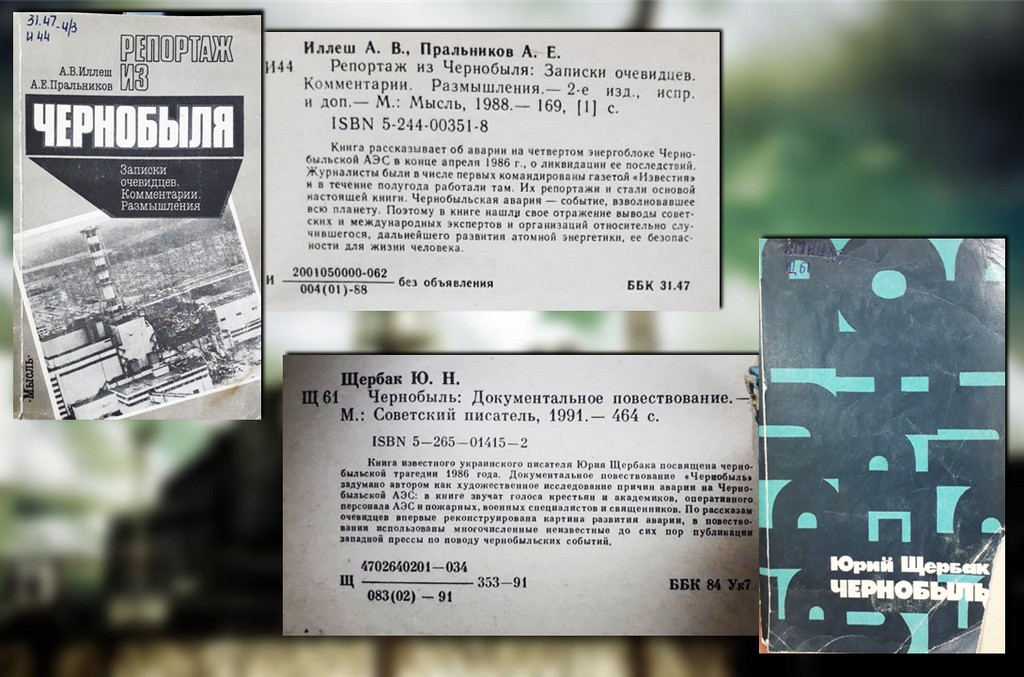 31.47-4/3
И 44
РЕПОРТАЖ
ИЗ
А.В.Иллеш
А.Е.Пральников
ЧЕРНОБЫЛЯ
Записки
очевидцев.
Комментарии.
Размышления
·Мысль·
Иллеш А. В., Пральников А. Е.
И44 Репортаж из Чернобыля: Записки очевидцев.
Комментарии. Размышления.— 2-е изд., испр.
и доп.— М.: Мысль, 1988.— 169, [1] с.
ISBN 5-244-00351-8
Книга рассказывает об аварии на четвертом энергоблоке Черно-
быльской АЭС в конце апреля 1986 г., о ликвидации ее последствий.
Журналисты были в числе первых командированы газетой «Известия»
и в течение полугода работали там. Их репортажи и стали основой
настоящей книги. Чернобыльская авария — событие, взволновавшее
всю планету. Поэтому в книге нашли свое отражение выводы совет-
ских и международных экспертов и организаций относительно слу-
чившегося, дальнейшего развития атомной энергетики, ее безопас-
ности для жизни человека.
И 2001050000-062
004(01)-88 без объявления
ББК 31.47
Щербак Ю. Н.
Щ 61 Чернобыль: Документальное повествование.—
М.: Советский писатель, 1991.— 464 с.
ISBN 5—265—01415—2
Книга известного украинского писателя Юрия Щербака посвящена черно-
быльской трагедии 1986 года. Документальное повествование «Чернобыль»
задумано автором как художественное исследование причин аварии на Черно-
быльской АЭС: в книге звучат голоса крестьян и академиков, оперативного
персонала АЭС и пожарных, военных специалистов и священников. По рассказам
очевидцев впервые реконструирована картина развития аварии, в повество-
вании использованы многочисленные неизвестные до сих пор публикации
западной прессы по поводу чернобыльских событий.
Щ 4702640201—034
083(02) — 91 353—91
ББК 84 Ук7
Щ 61
Юрий Щербак
ЧЕРНОБЫЛЬ